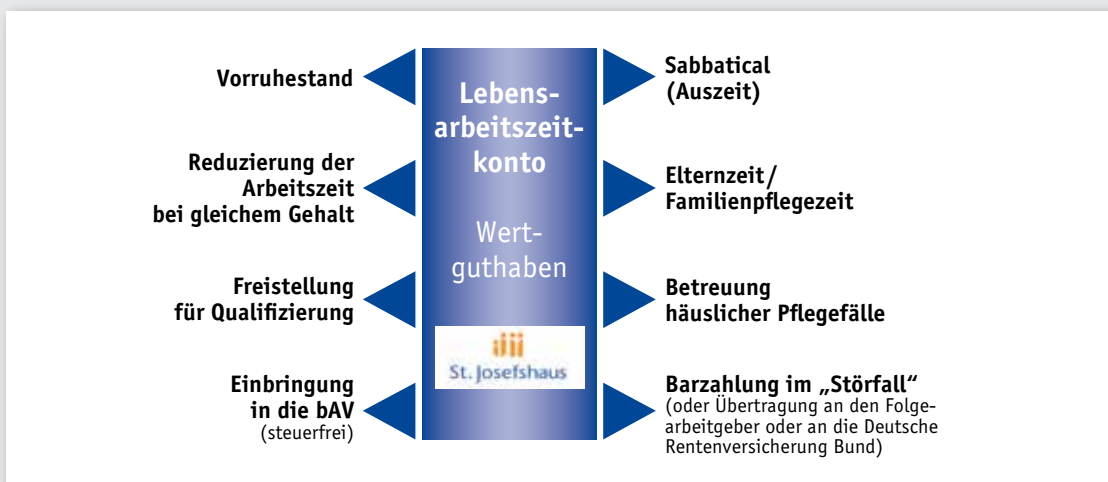 Vorruhestand
Reduzierung der
Arbeitszeit
bei gleichem Gehalt
Freistellung
für Qualifizierung
Einbringung
in die bAV
(steuerfrei)
Lebens-
arbeitszeit-
konto
Wert-
guthaben
St. Josefshaus
Sabbatical
(Auszeit)
Elternzeit/
Familienpflegezeit
Betreuung
häuslicher Pflegefälle
Barzahlung im „Störfall“
(oder Übertragung an den Folge-
arbeitgeber oder an die Deutsche
Rentenversicherung Bund)